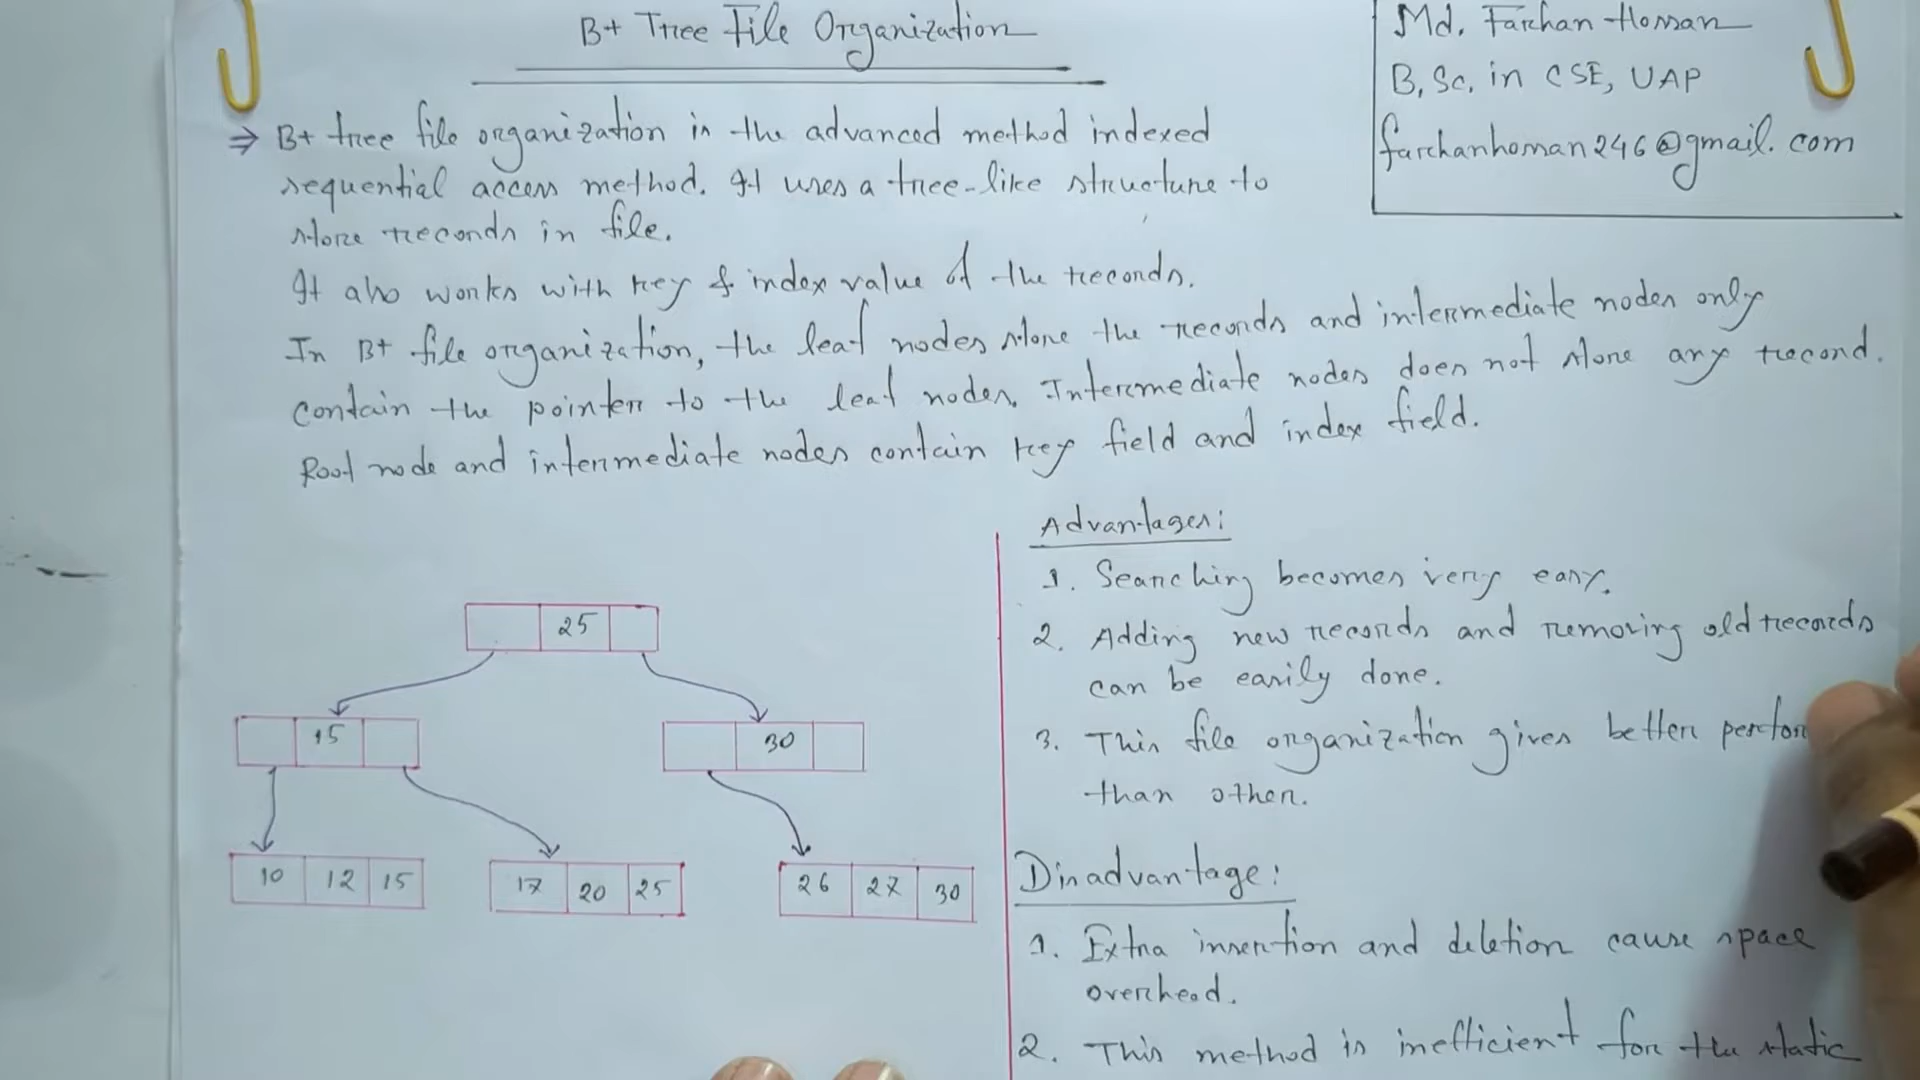 B+ Tree File Organization
Md. Farhan Hossan
B.Sc. in CSE, UAP
farhanhossan246@gmail.com
⇒ B+ tree file organization is the advanced method indexed
sequential access method. It uses a tree-like structure to
store records in file.
It also works with key & index value of the records.
In B+ file organization, the leaf nodes store the records and intermediate nodes only
contain the pointer to the leaf nodes. Intermediate nodes does not store any record.
Root node and intermediate nodes contain key field and index field.
25
15
30
10 12 15
17 20 25
26 27 30
Advantages:
1. Searching becomes very easy.
2. Adding new records and removing old records
can be easily done.
3. This file organization gives better perfor
than other.
Disadvantage:
1. Extra insertion and deletion cause space
overhead.
2. This method is inefficient for the static